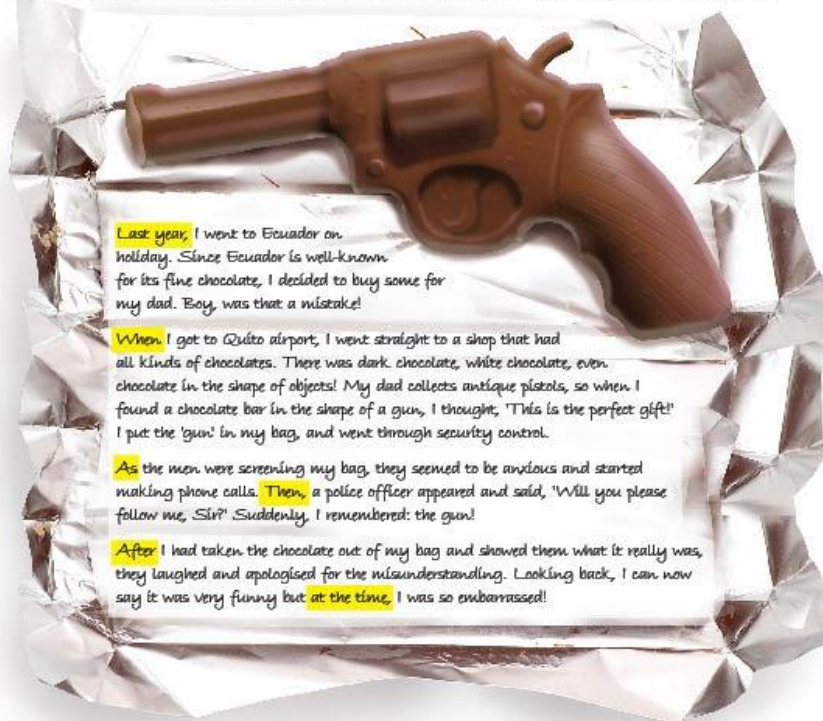 Last year, I went to Ecuador on
holiday. Since Ecuador is well-known
for its fine chocolate, I decided to buy some for
my dad. Boy, was that a mistake!
When I got to Quito airport, I went straight to a shop that had
all kinds of chocolates. There was dark chocolate, white chocolate, even
chocolate in the shape of objects! My dad collects antique pistols, so when I
found a chocolate bar in the shape of a gun, I thought, 'This is the perfect gift!'
I put the 'gun' in my bag, and went through security control.
As the men were screening my bag, they seemed to be anxious and started
making phone calls. Then, a police officer appeared and said, 'Will you please
follow me, Sir?' Suddenly, I remembered: the gun!
After I had taken the chocolate out of my bag and showed them what it really was,
they laughed and apologised for the misunderstanding. Looking back, I can now
say it was very funny but at the time, I was so embarrassed!